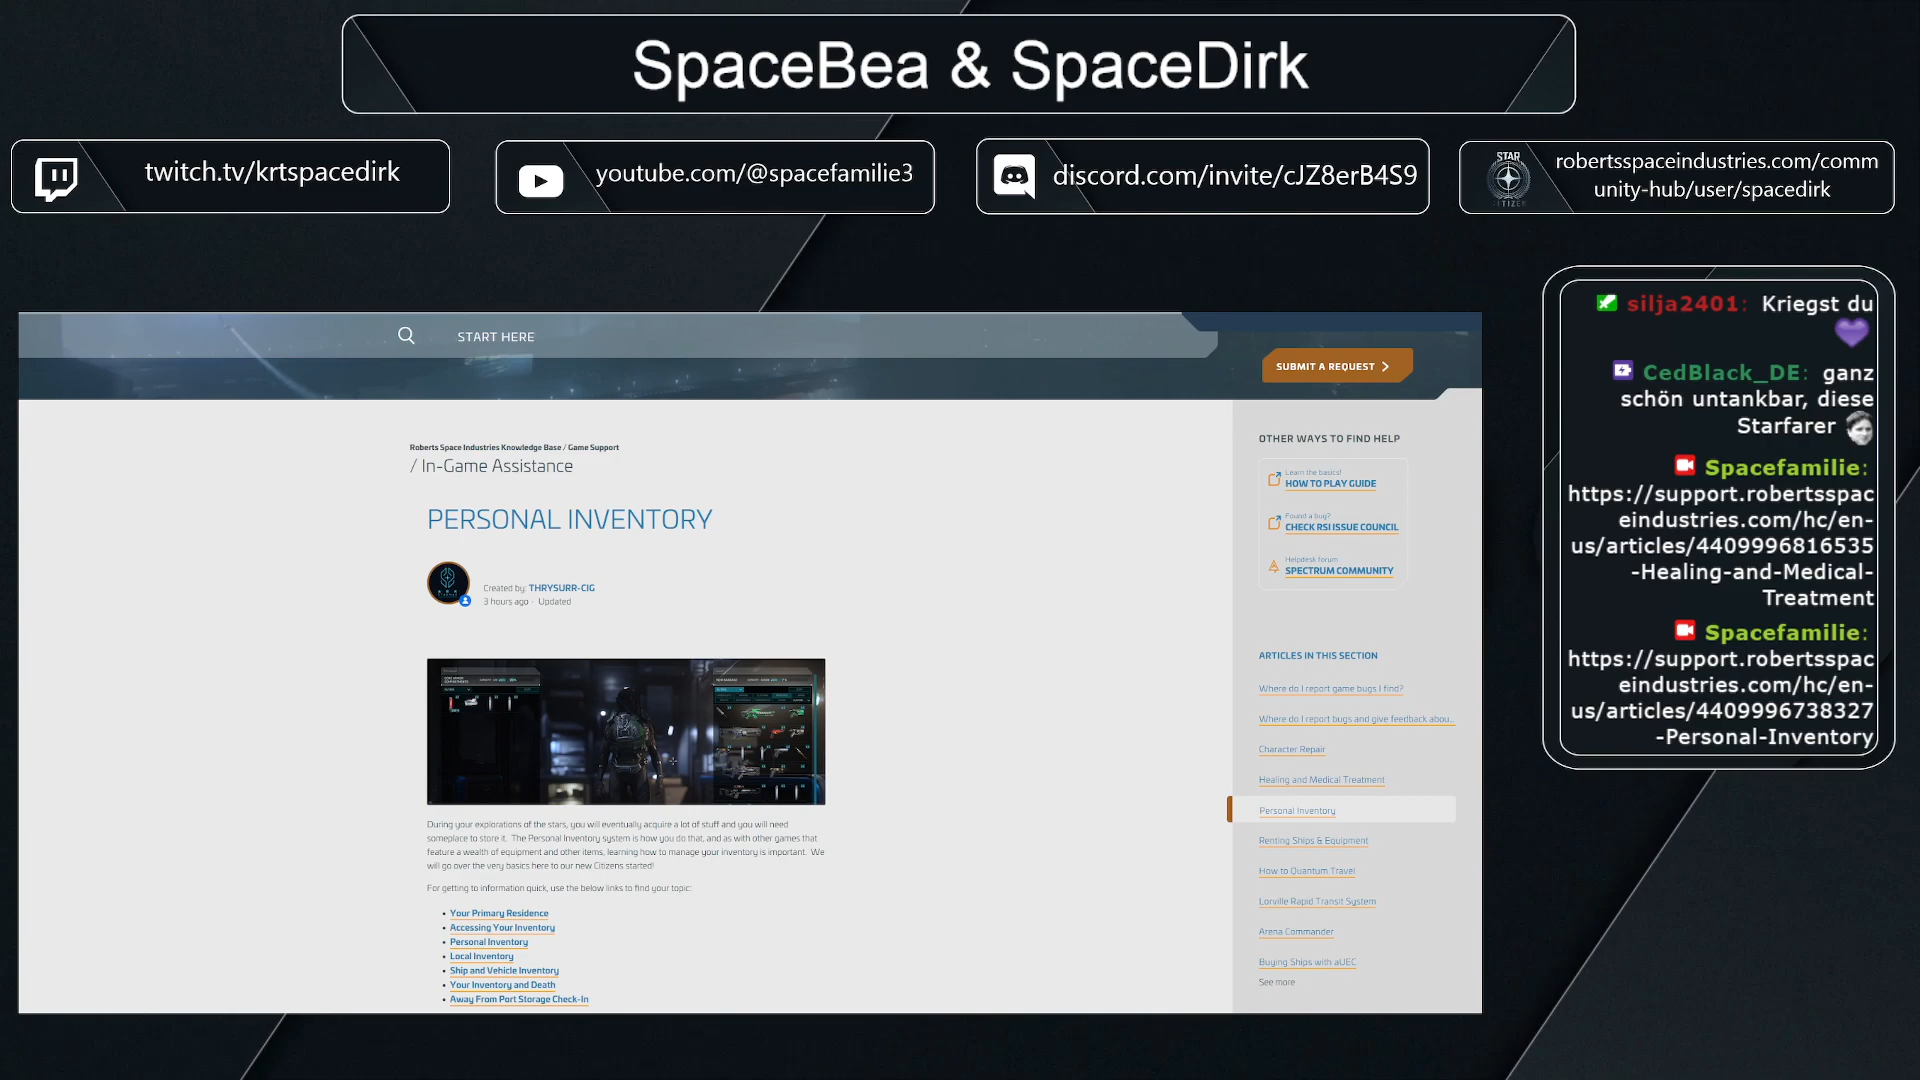 SpaceBea & SpaceDirk
twitch.tv/krtspacedirk
youtube.com/@spacefamilie3
discord.com/invite/cJZ8erB4S9
STAR
robertsspaceindustries.com/comm
unity-hub/user/spacedirk
START HERE
SUBMIT A REQUEST
Roberts Space Industries Knowledge Base / Game Support
/ In-Game Assistance
PERSONAL INVENTORY
Created by: THRYSURR-CIG
3 hours ago · Updated
During your explorations of the stars, you will eventually acquire a lot of stuff and you will need
someplace to store it. The Personal Inventory system is how you do that, and as with other games that
feature a wealth of equipment and other items, learning how to manage your inventory is important. We
will go over the very basics here to our new Citizens started!
For getting to information quick, use the below links to find your topic:
• Your Primary Residence
• Accessing Your Inventory
• Personal Inventory
• Local Inventory
• Ship and Vehicle Inventory
• Your Inventory and Death
• Away From Port Storage Check-In
OTHER WAYS TO FIND HELP
Learn the basics!
HOW TO PLAY GUIDE
Found a bug?
CHECK RSI ISSUE COUNCIL
Helpdesk forum
SPECTRUM COMMUNITY
ARTICLES IN THIS SECTION
Where do I report game bugs I find?
Where do I report bugs and give feedback abou...
Character Repair
Healing and Medical Treatment
Personal Inventory
Renting Ships & Equipment
How to Quantum Travel
Lorville Rapid Transit System
Arena Commander
Buying Ships with aUEC
See more
silja2401: Kriegst du
CedBlack_DE: ganz
schön untankbar, diese
Starfarer
Spacefamilie:
https://support.robertsspac
eindustries.com/hc/en-
us/articles/4409996816535
-Healing-and-Medical-
Treatment
Spacefamilie:
https://support.robertsspac
eindustries.com/hc/en-
us/articles/4409996738327
-Personal-Inventory